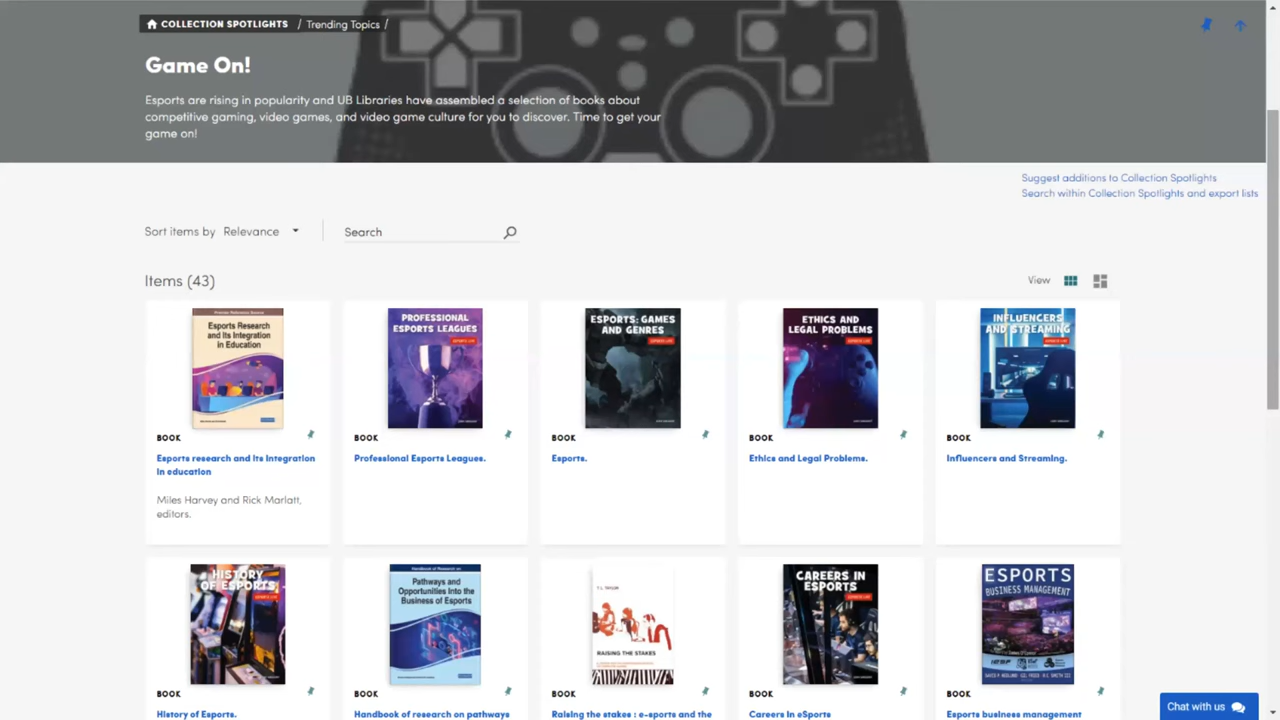 COLLECTION SPOTLIGHTS / Trending Topics /
Game On!
Esports are rising in popularity and UB Libraries have assembled a selection of books about
competitive gaming, video games, and video game culture for you to discover. Time to get your
game on!
Suggest additions to Collection Spotlights
Search within Collection Spotlights and export lists
Sort items by Relevance
Search
Items (43)
View
Esports Research
and Its Integration
in Education
PROFESSIONAL
ESPORTS LEAGUES
ESPORTS: GAMES
AND GENRES
ETHICS AND
LEGAL PROBLEMS
INFLUENCERS
AND STREAMING
BOOK
BOOK
BOOK
BOOK
BOOK
Esports research and its integration
in education
Professional Esports Leagues.
Esports.
Ethics and Legal Problems.
Influencers and Streaming.
Miles Harvey and Rick Marlatt,
editors.
HISTORY
OF ESPORTS
Handbook of Research on
Pathways and
Opportunities Into the
Business of Esports
T. L. TAYLOR
RAISING THE STAKES
CAREERS IN
ESPORTS
ESPORTS
BUSINESS MANAGEMENT
BOOK
BOOK
BOOK
BOOK
BOOK
History of Esports.
Handbook of research on pathways
Raising the stakes : e-sports and the
Careers in eSports
Esports business management
Chat with us